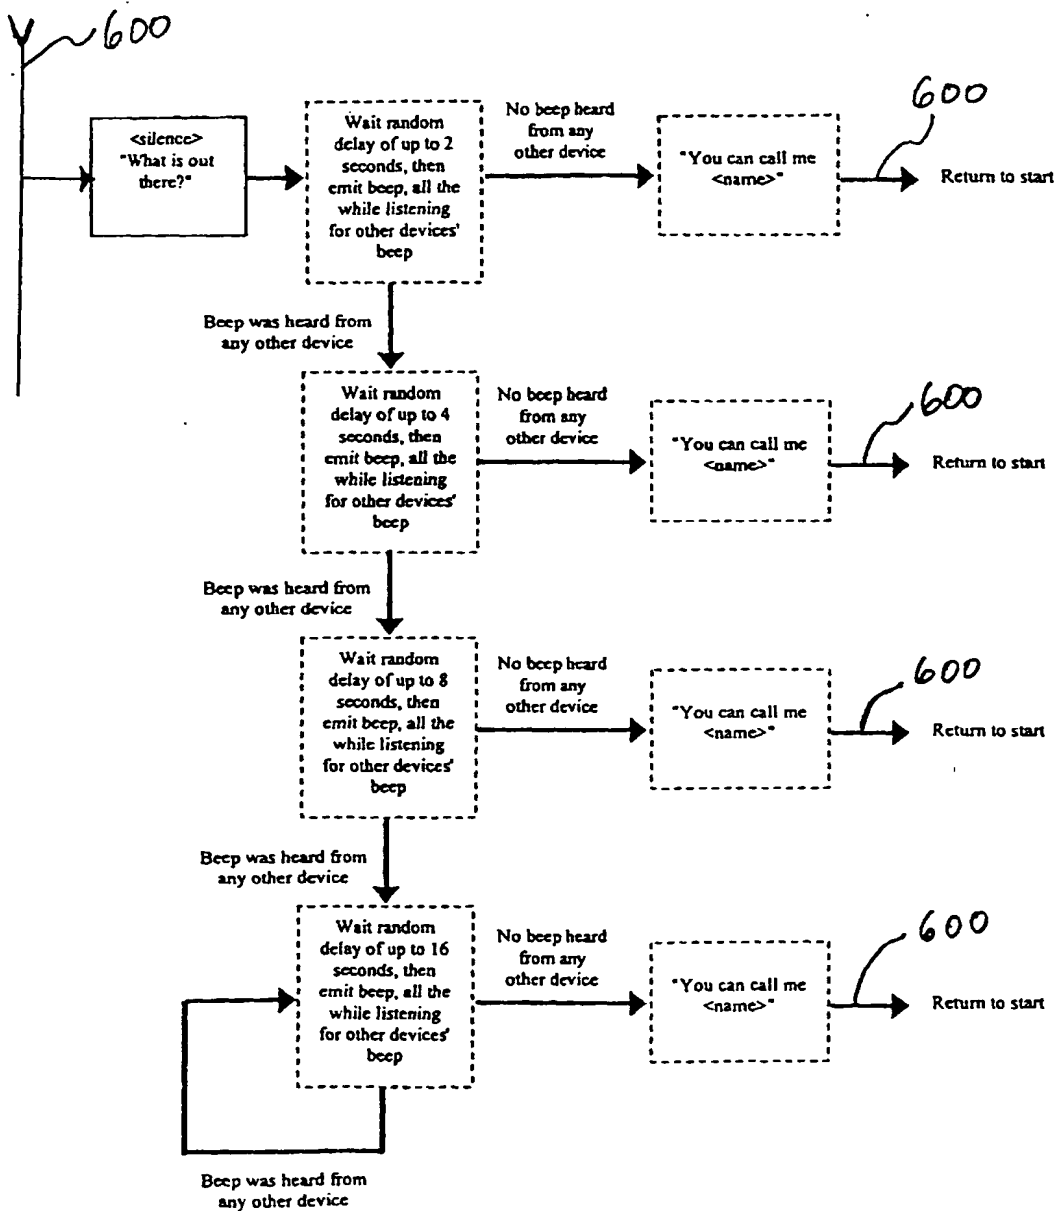 600
<silence>
"What is out
there?"
Wait random
delay of up to 2
seconds, then
emit beep, all the
while listening
for other devices'
beep
No beep heard
from any
other device
"You can call me
<name>"
600
Return to start
Beep was heard from
any other device
Wait random
delay of up to 4
seconds, then
emit beep, all the
while listening
for other devices'
beep
No beep heard
from any
other device
"You can call me
<name>"
600
Return to start
Beep was heard from
any other device
Wait random
delay of up to 8
seconds, then
emit beep, all the
while listening
for other devices'
beep
No beep heard
from any
other device
"You can call me
<name>"
600
Return to start
Beep was heard from
any other device
Wait random
delay of up to 16
seconds, then
emit beep, all the
while listening
for other devices'
beep
No beep heard
from any
other device
"You can call me
<name>"
600
Return to start
Beep was heard from
any other device